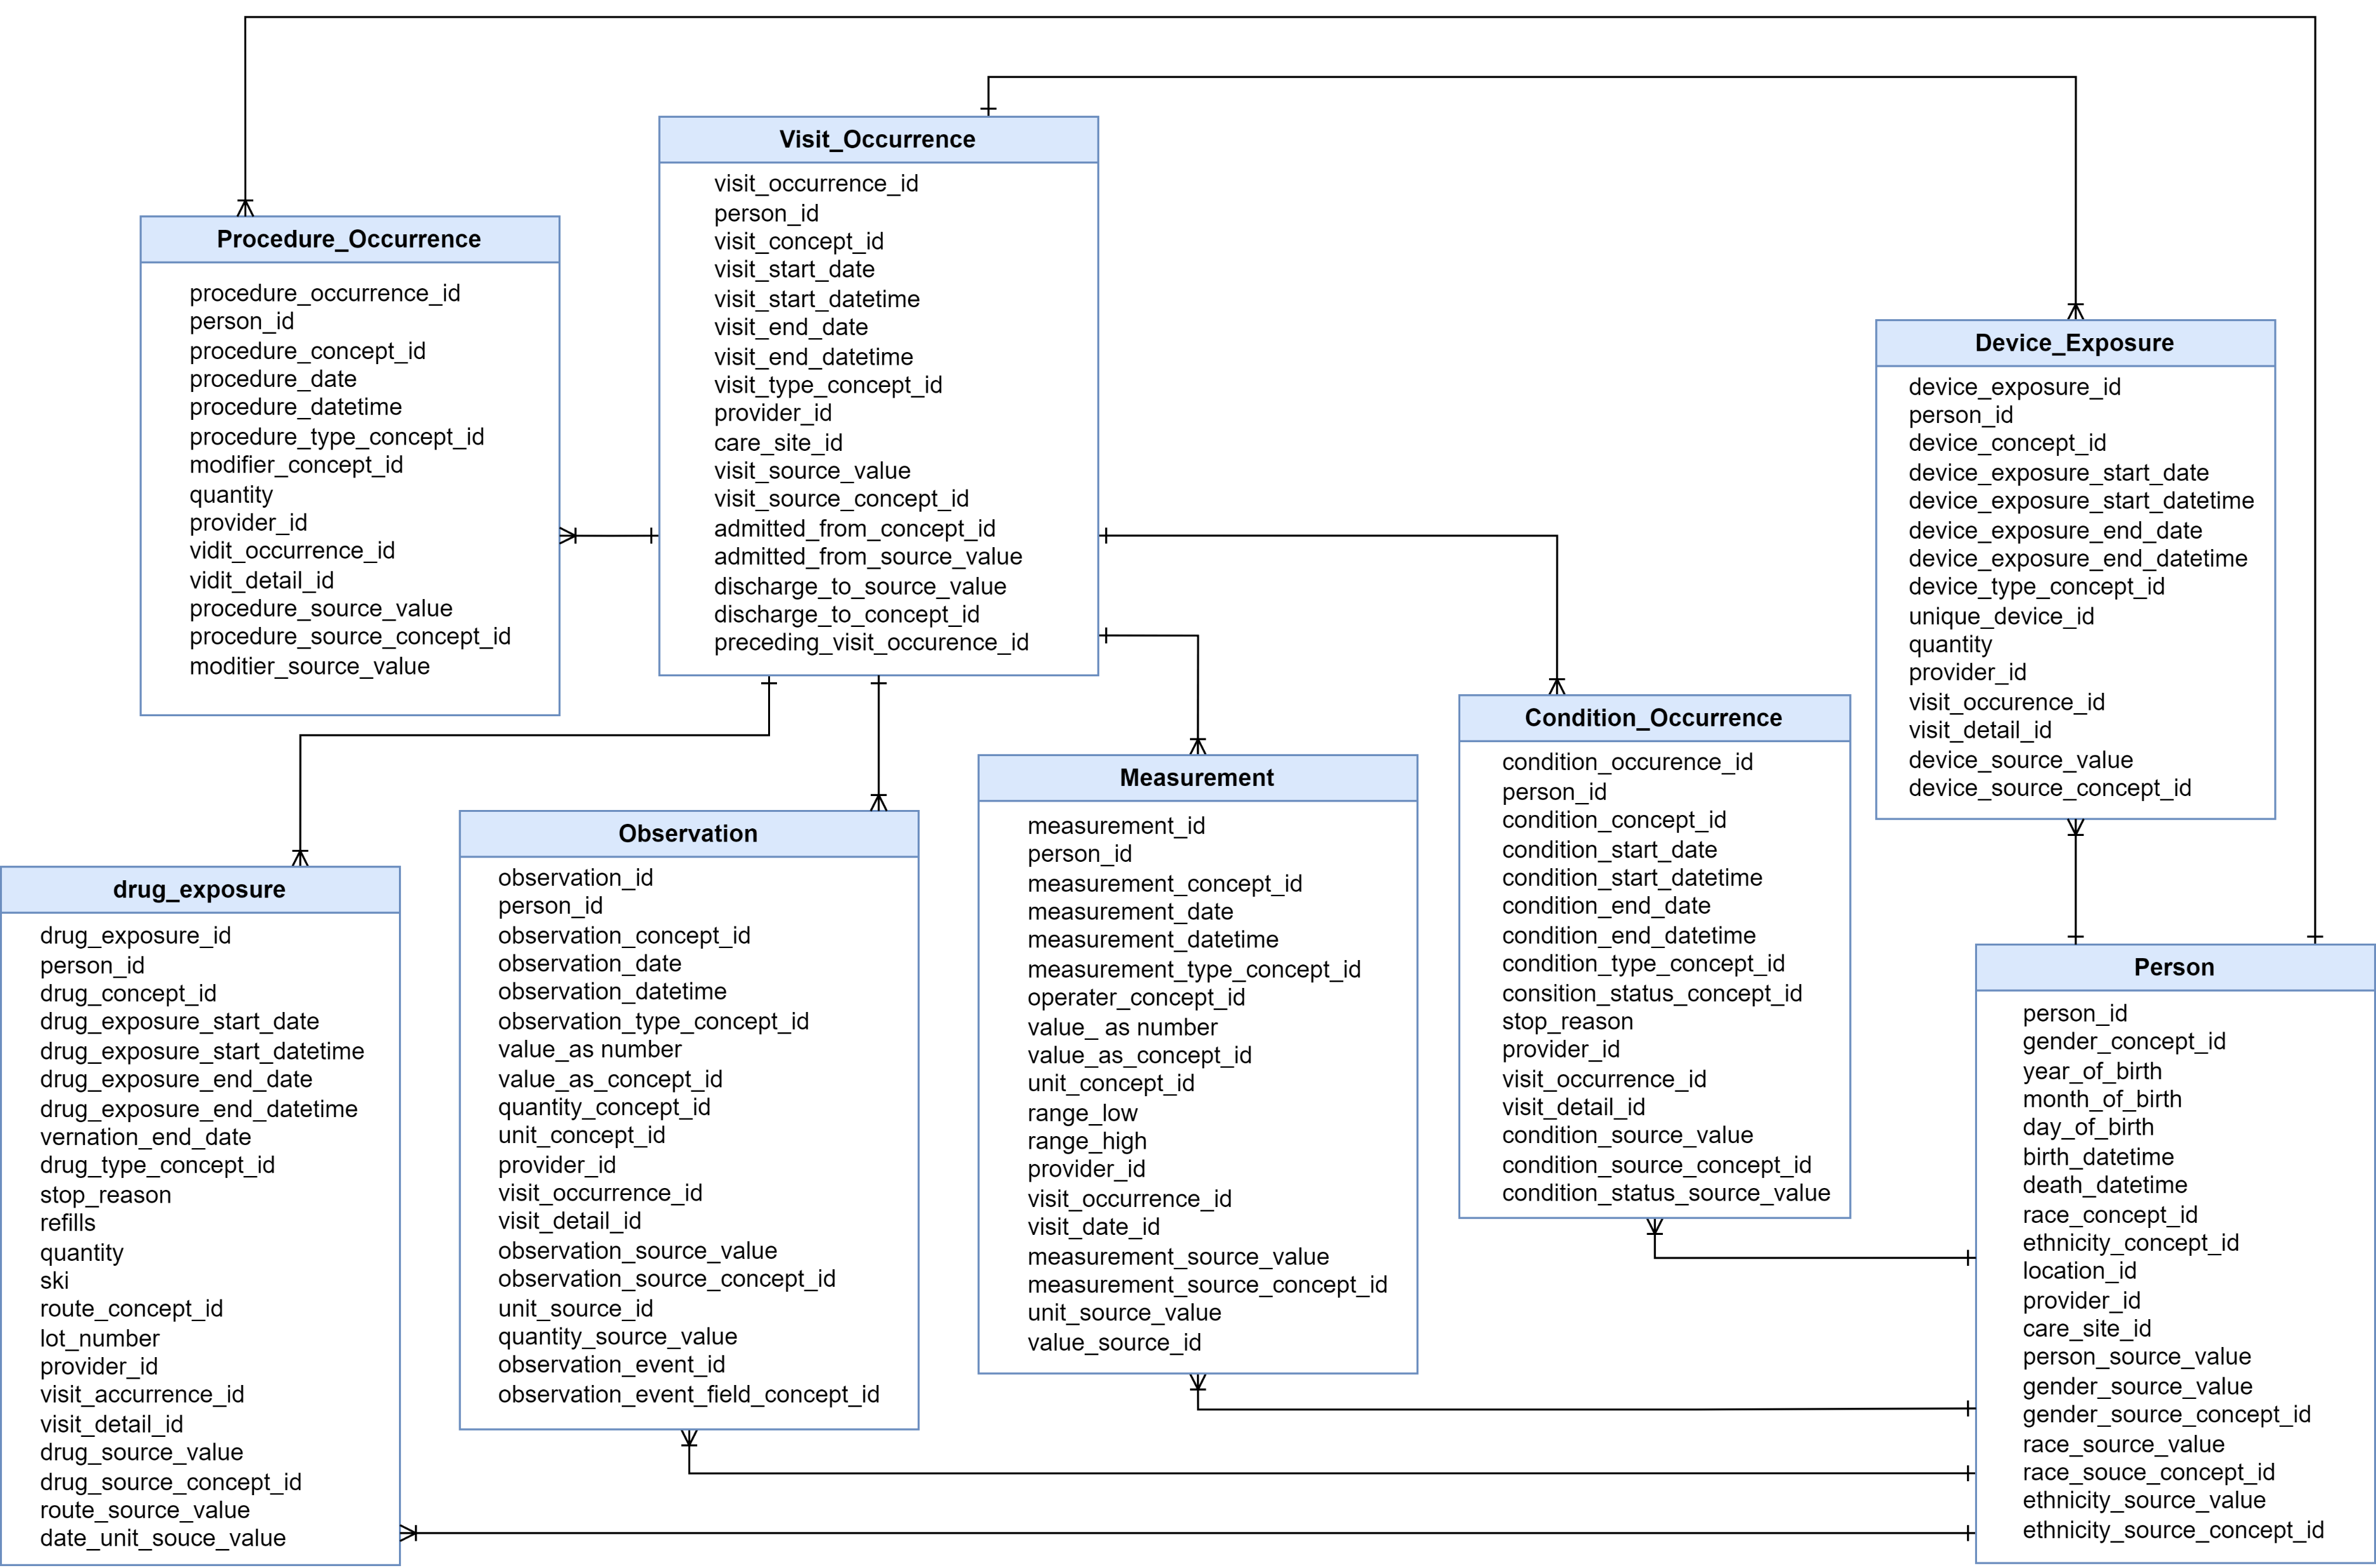 Visit_Occurrence
visit_occurrence_id
person_id
visit_concept_id
visit_start_date
visit_start_datetime
visit_end_date
visit_end_datetime
visit_type_concept_id
provider_id
care_site_id
visit_source_value
visit_source_concept_id
admitted_from_concept_id
admitted_from_source_value
discharge_to_source_value
discharge_to_concept_id
preceding_visit_occurence_id
Procedure_Occurrence
procedure_occurrence_id
person_id
procedure_concept_id
procedure_date
procedure_datetime
procedure_type_concept_id
modifier_concept_id
quantity
provider_id
vidit_occurrence_id
vidit_detail_id
procedure_source_value
procedure_source_concept_id
moditier_source_value
Device_Exposure
device_exposure_id
person_id
device_concept_id
device_exposure_start_date
device_exposure_start_datetime
device_exposure_end_date
device_exposure_end_datetime
device_type_concept_id
unique_device_id
quantity
provider_id
visit_occurence_id
visit_detail_id
device_source_value
device_source_concept_id
Condition_Occurrence
condition_occurence_id
person_id
condition_concept_id
condition_start_date
condition_start_datetime
condition_end_date
condition_end_datetime
condition_type_concept_id
consition_status_concept_id
stop_reason
provider_id
visit_occurrence_id
visit_detail_id
condition_source_value
condition_source_concept_id
condition_status_source_value
Measurement
measurement_id
person_id
measurement_concept_id
measurement_date
measurement_datetime
measurement_type_concept_id
operater_concept_id
value_ as number
value_as_concept_id
unit_concept_id
range_low
range_high
provider_id
visit_occurrence_id
visit_date_id
measurement_source_value
measurement_source_concept_id
unit_source_value
value_source_id
Observation
observation_id
person_id
observation_concept_id
observation_date
observation_datetime
observation_type_concept_id
value_as number
value_as_concept_id
quantity_concept_id
unit_concept_id
provider_id
visit_occurrence_id
visit_detail_id
observation_source_value
observation_source_concept_id
unit_source_id
quantity_source_value
observation_event_id
observation_event_field_concept_id
drug_exposure
drug_exposure_id
person_id
drug_concept_id
drug_exposure_start_date
drug_exposure_start_datetime
drug_exposure_end_date
drug_exposure_end_datetime
vernation_end_date
drug_type_concept_id
stop_reason
refills
quantity
ski
route_concept_id
lot_number
provider_id
visit_accurrence_id
visit_detail_id
drug_source_value
drug_source_concept_id
route_source_value
date_unit_souce_value
Person
person_id
gender_concept_id
year_of_birth
month_of_birth
day_of_birth
birth_datetime
death_datetime
race_concept_id
ethnicity_concept_id
location_id
provider_id
care_site_id
person_source_value
gender_source_value
gender_source_concept_id
race_source_value
race_souce_concept_id
ethnicity_source_value
ethnicity_source_concept_id